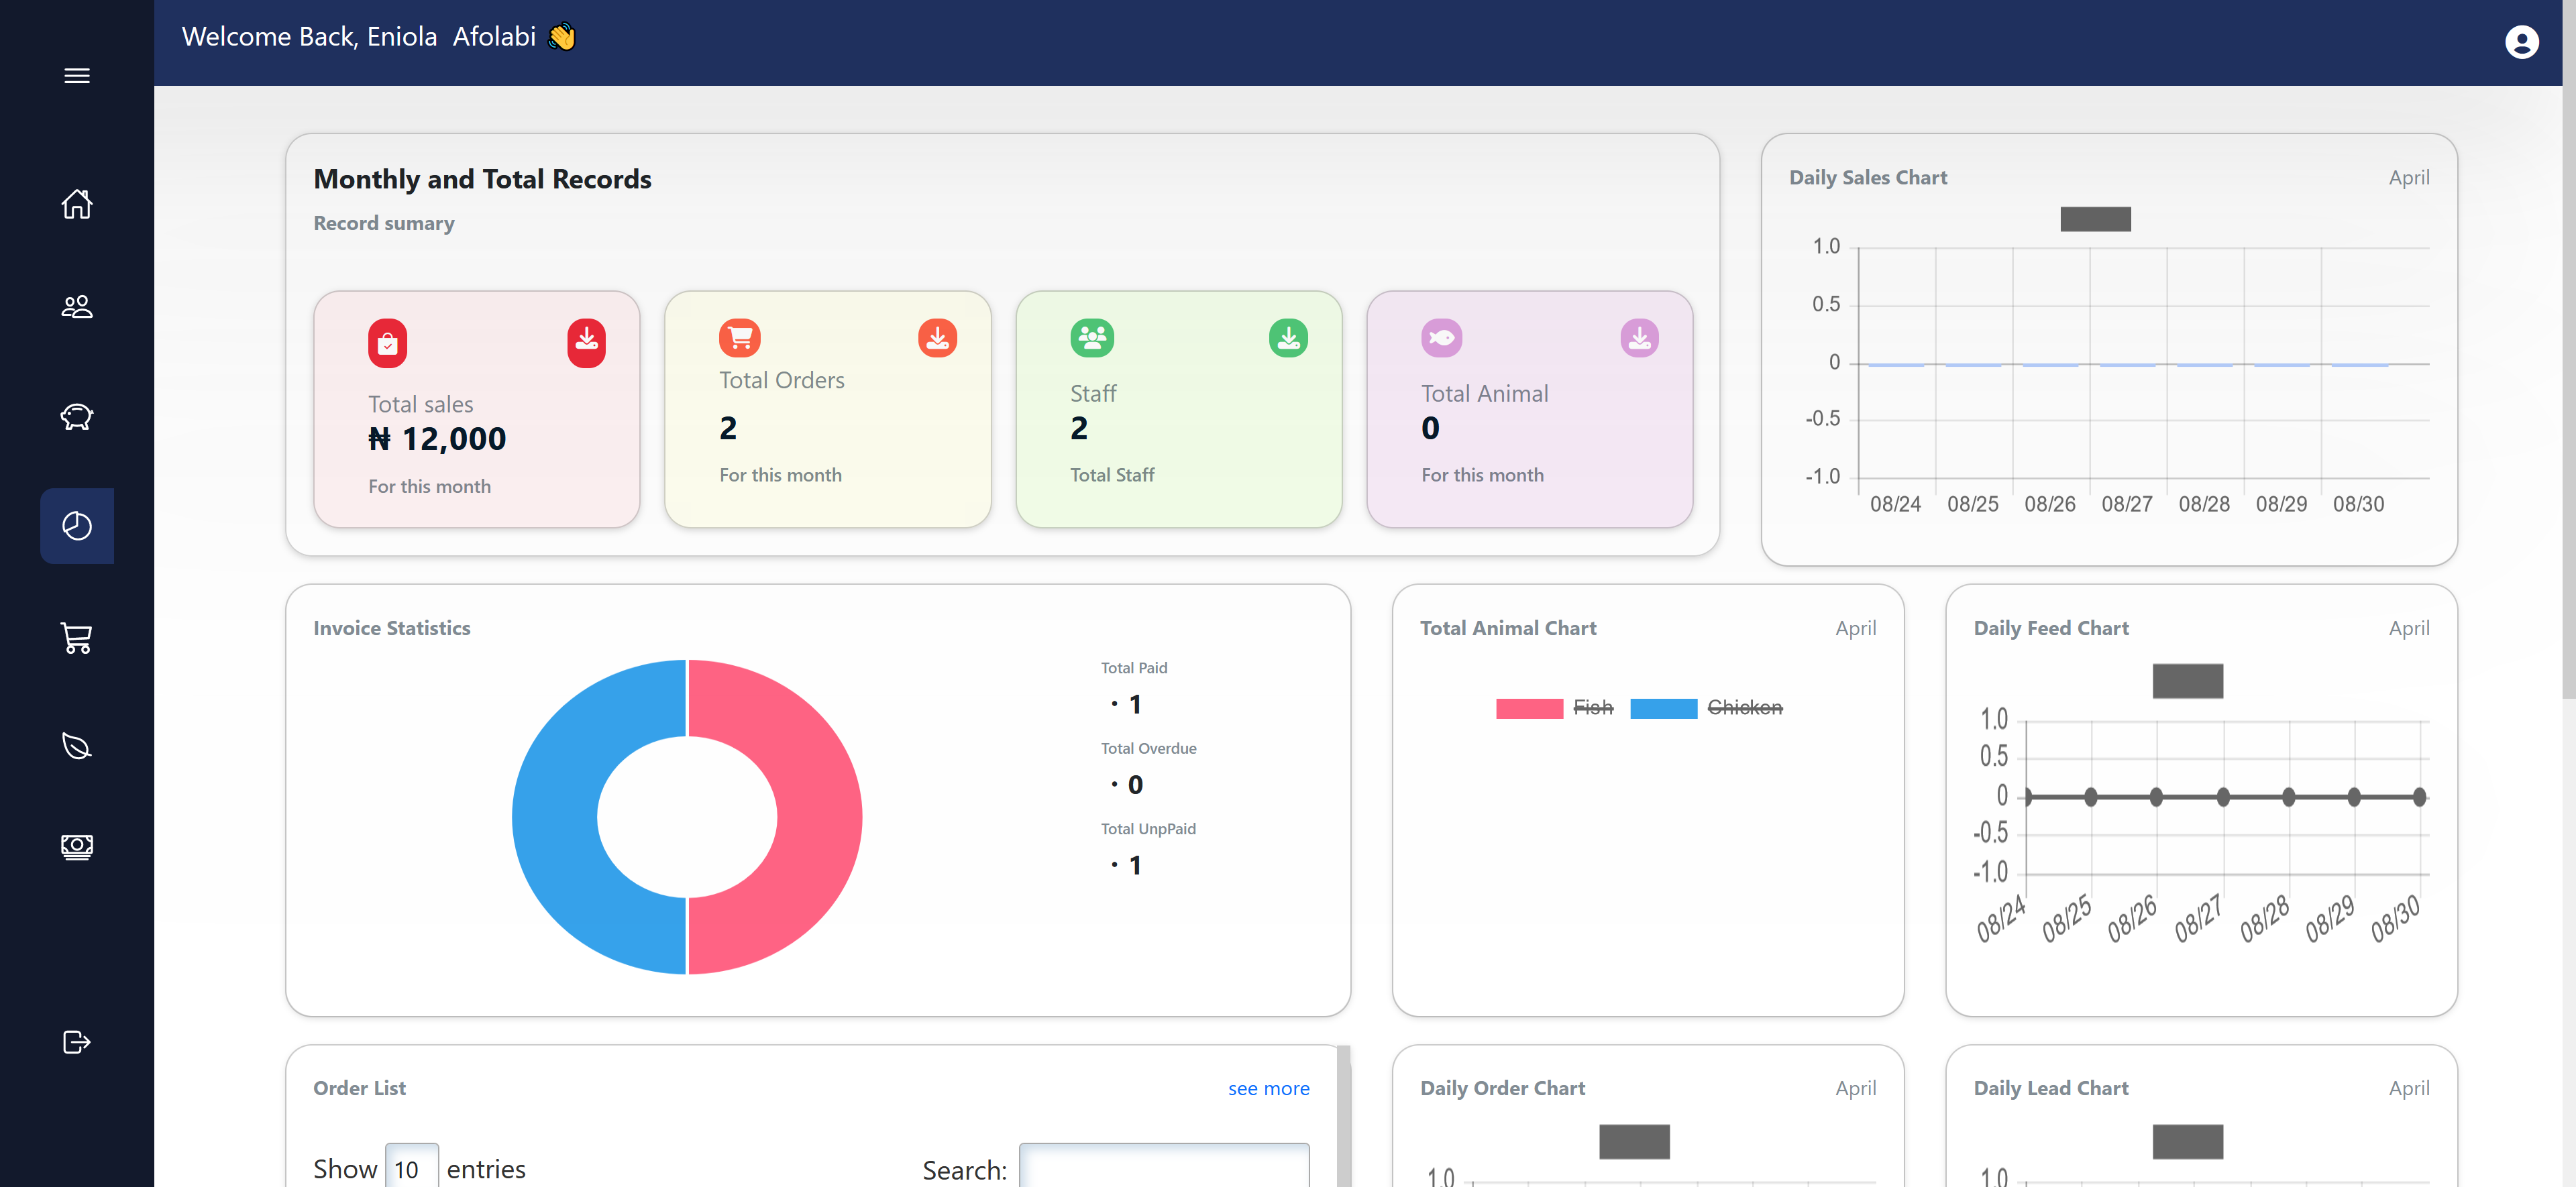 Welcome Back, Eniola Afolabi 👋
Monthly and Total Records
Record sumary
Total sales
₦ 12,000
For this month
Total Orders
2
For this month
Staff
2
Total Staff
Total Animal
0
For this month
Daily Sales Chart
April
1.0
0.5
0
-0.5
-1.0
08/24 08/25 08/26 08/27 08/28 08/29 08/30
Invoice Statistics
Total Paid
· 1
Total Overdue
· 0
Total UnpPaid
· 1
Total Animal Chart
April
Fish Chicken
Daily Feed Chart
April
1.0
0.5
0
-0.5
-1.0
08/24 08/25 08/26 08/27 08/28 08/29 08/30
Order List
see more
Show 10 entries
Search:
Daily Order Chart
April
1.0
Daily Lead Chart
April
1.0